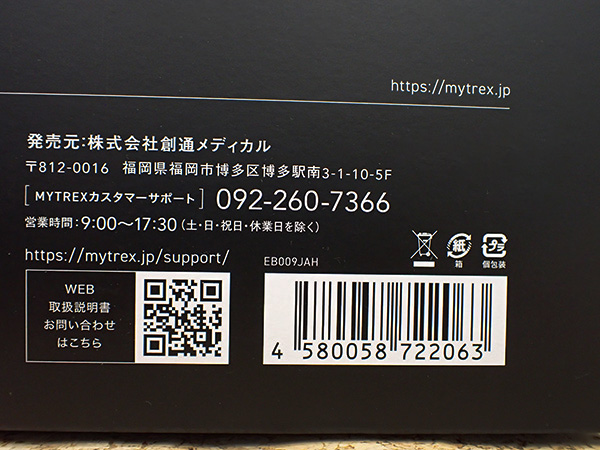 https://mytrex.jp
発売元:株式会社創通メディカル
〒812-0016 福岡県福岡市博多区博多駅南3-1-10-5F
[MYTREXカスタマーサポート] 092-260-7366
営業時間:9:00〜17:30(土・日・祝日・休業日を除く)
https://mytrex.jp/support/
WEB
取扱説明書
お問い合わせ
はこちら
EB009JAH
紙
箱
プラ
個包装
4 580058 722063